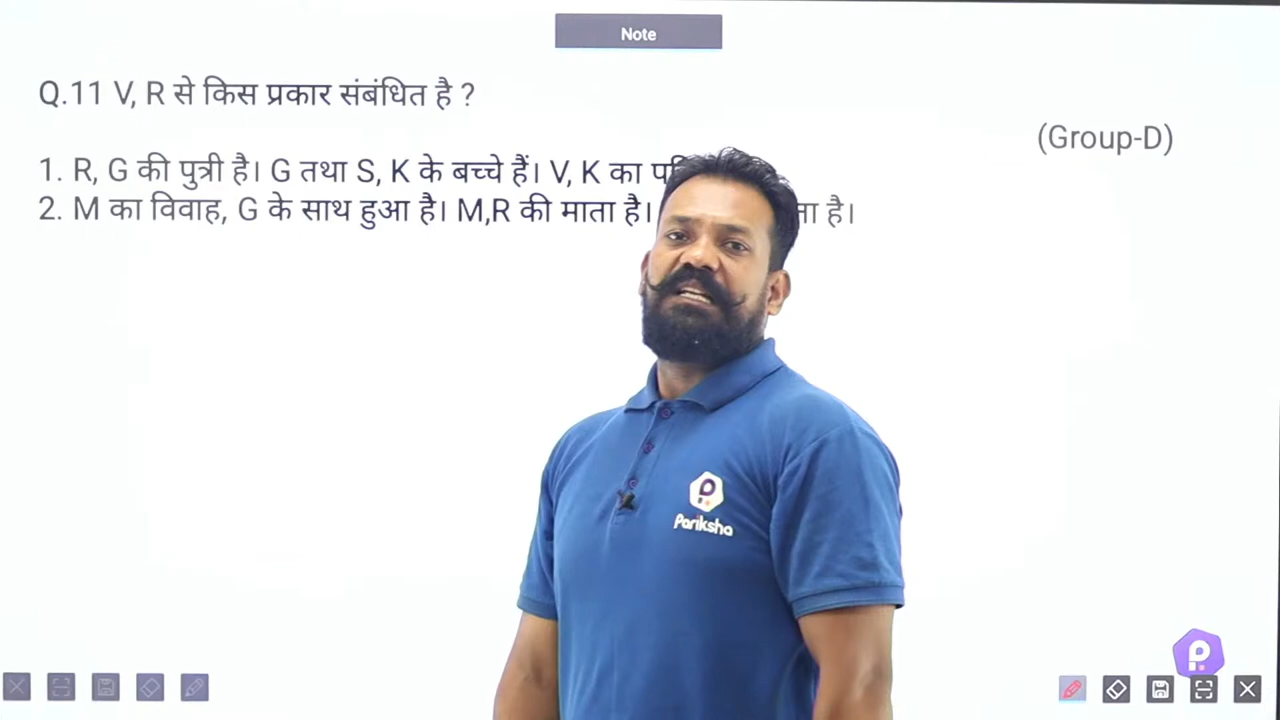 Note
Q.11 V, R से किस प्रकार संबंधित है ?
(Group-D)
1. R, G की पुत्री है। G तथा S, K के बच्चे हैं। V, K का
2. M का विवाह, G के साथ हुआ है। M,R की माता है। है।
Pariksha